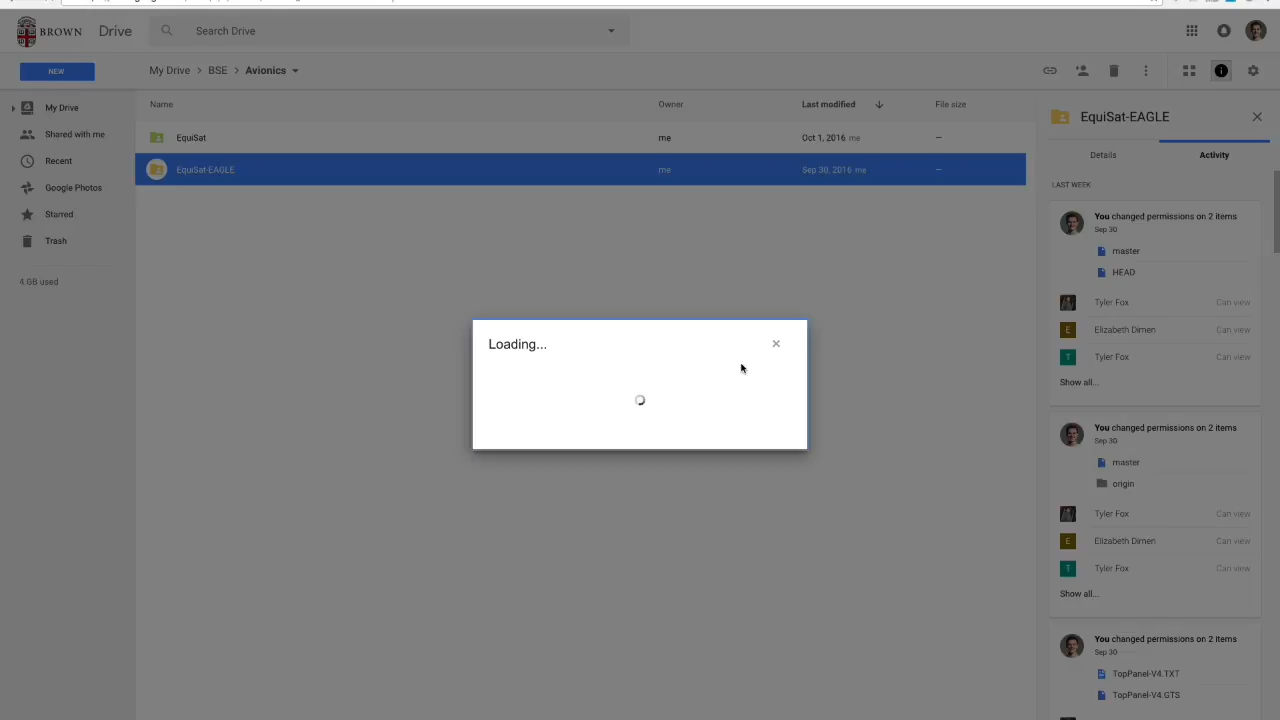 BROWN Drive Search Drive
NEW My Drive > BSE > Avionics
My Drive
Shared with me
Recent
Google Photos
Starred
Trash
4 GB used
Name Owner Last modified File size
EquiSat me Oct 1, 2016 me —
EquiSat-EAGLE me Sep 30, 2016 me —
Loading...
EquiSat-EAGLE
Details Activity
LAST WEEK
You changed permissions on 2 items
Sep 30
master
HEAD
Tyler Fox Can view
E Elizabeth Dimen Can view
T Tyler Fox Can view
Show all...
You changed permissions on 2 items
Sep 30
master
origin
Tyler Fox Can view
E Elizabeth Dimen Can view
T Tyler Fox Can view
Show all...
You changed permissions on 2 items
Sep 30
TopPanel-V4.TXT
TopPanel-V4.GTS